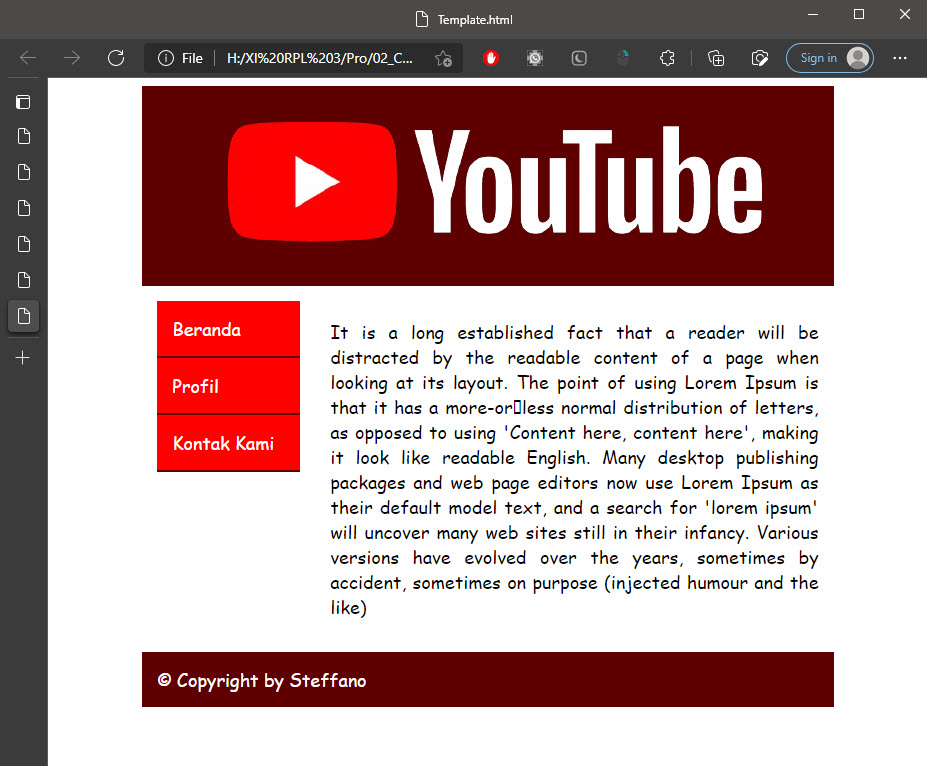 Template.html
File
H:/XI%20RPL%203/Pro/02_C...
Sign in
YouTube
Beranda
Profil
Kontak Kami
It is a long established fact that a reader will be
distracted by the readable content of a page when
looking at its layout. The point of using Lorem Ipsum is
that it has a more-or▯less normal distribution of letters,
as opposed to using 'Content here, content here', making
it look like readable English. Many desktop publishing
packages and web page editors now use Lorem Ipsum as
their default model text, and a search for 'lorem ipsum'
will uncover many web sites still in their infancy. Various
versions have evolved over the years, sometimes by
accident, sometimes on purpose (injected humour and the
like)
© Copyright by Steffano